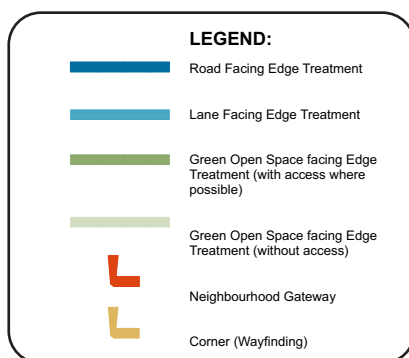 LEGEND:
Road Facing Edge Treatment
Lane Facing Edge Treatment
Green Open Space facing Edge
Treatment (with access where
possible)
Green Open Space facing Edge
Treatment (without access)
Neighbourhood Gateway
Corner (Wayfinding)